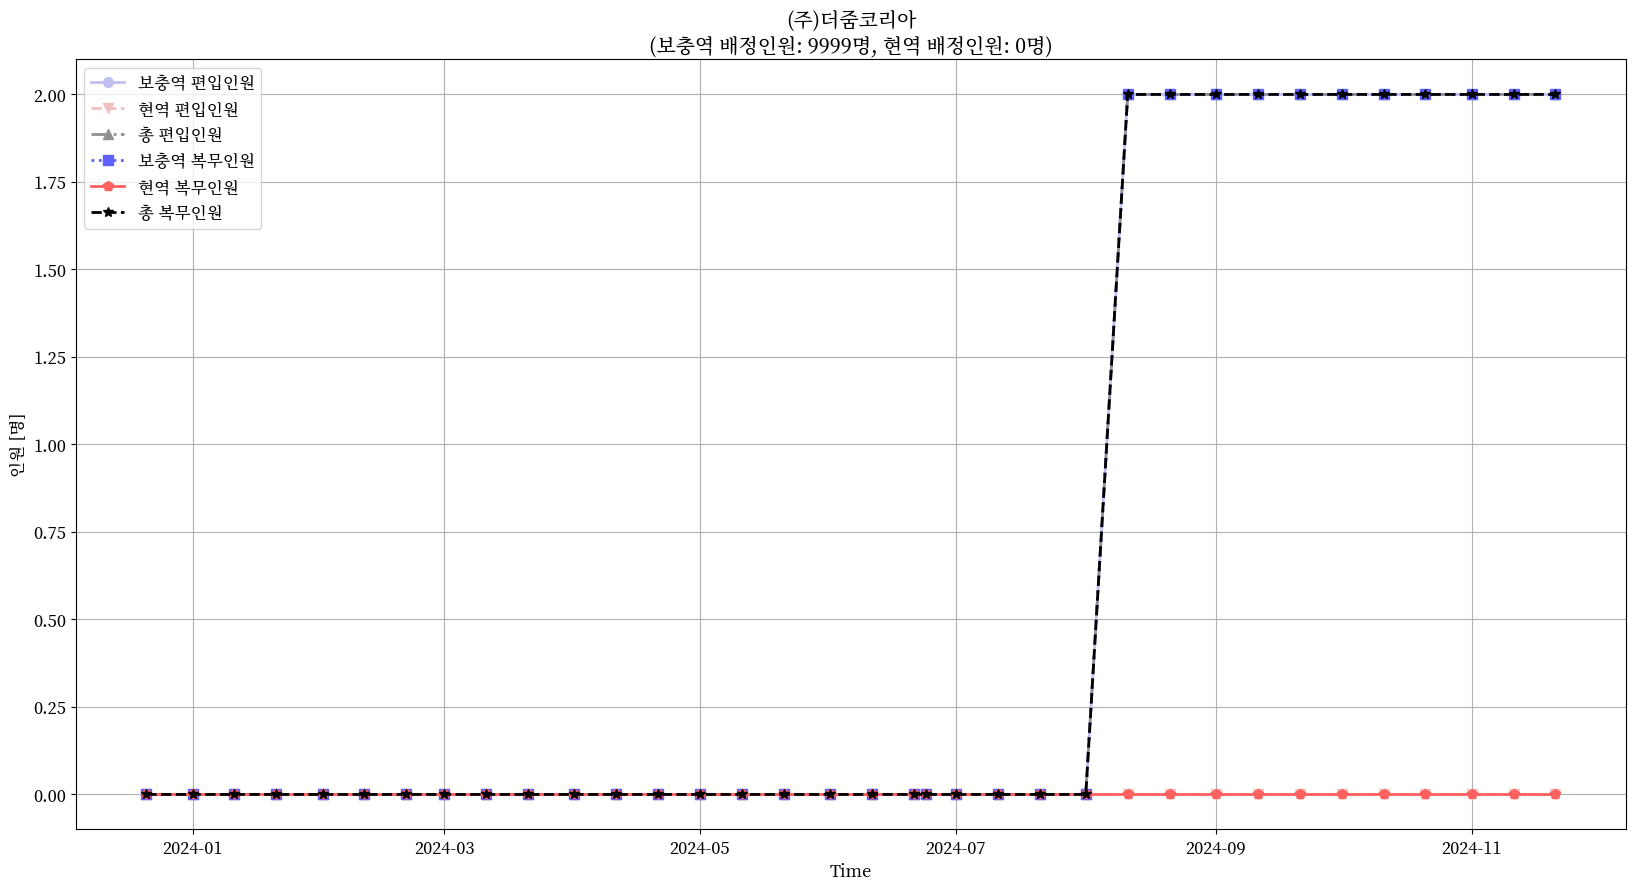 (주)더줌코리아
(보충역 배정인원: 9999명, 현역 배정인원: 0명)
보충역 편입인원
현역 편입인원
총 편입인원
보충역 복무인원
현역 복무인원
총 복무인원
2.00
1.75
1.50
1.25
1.00
0.75
0.50
0.25
0.00
인원 [명]
2024-01
2024-03
2024-05
2024-07
2024-09
2024-11
Time